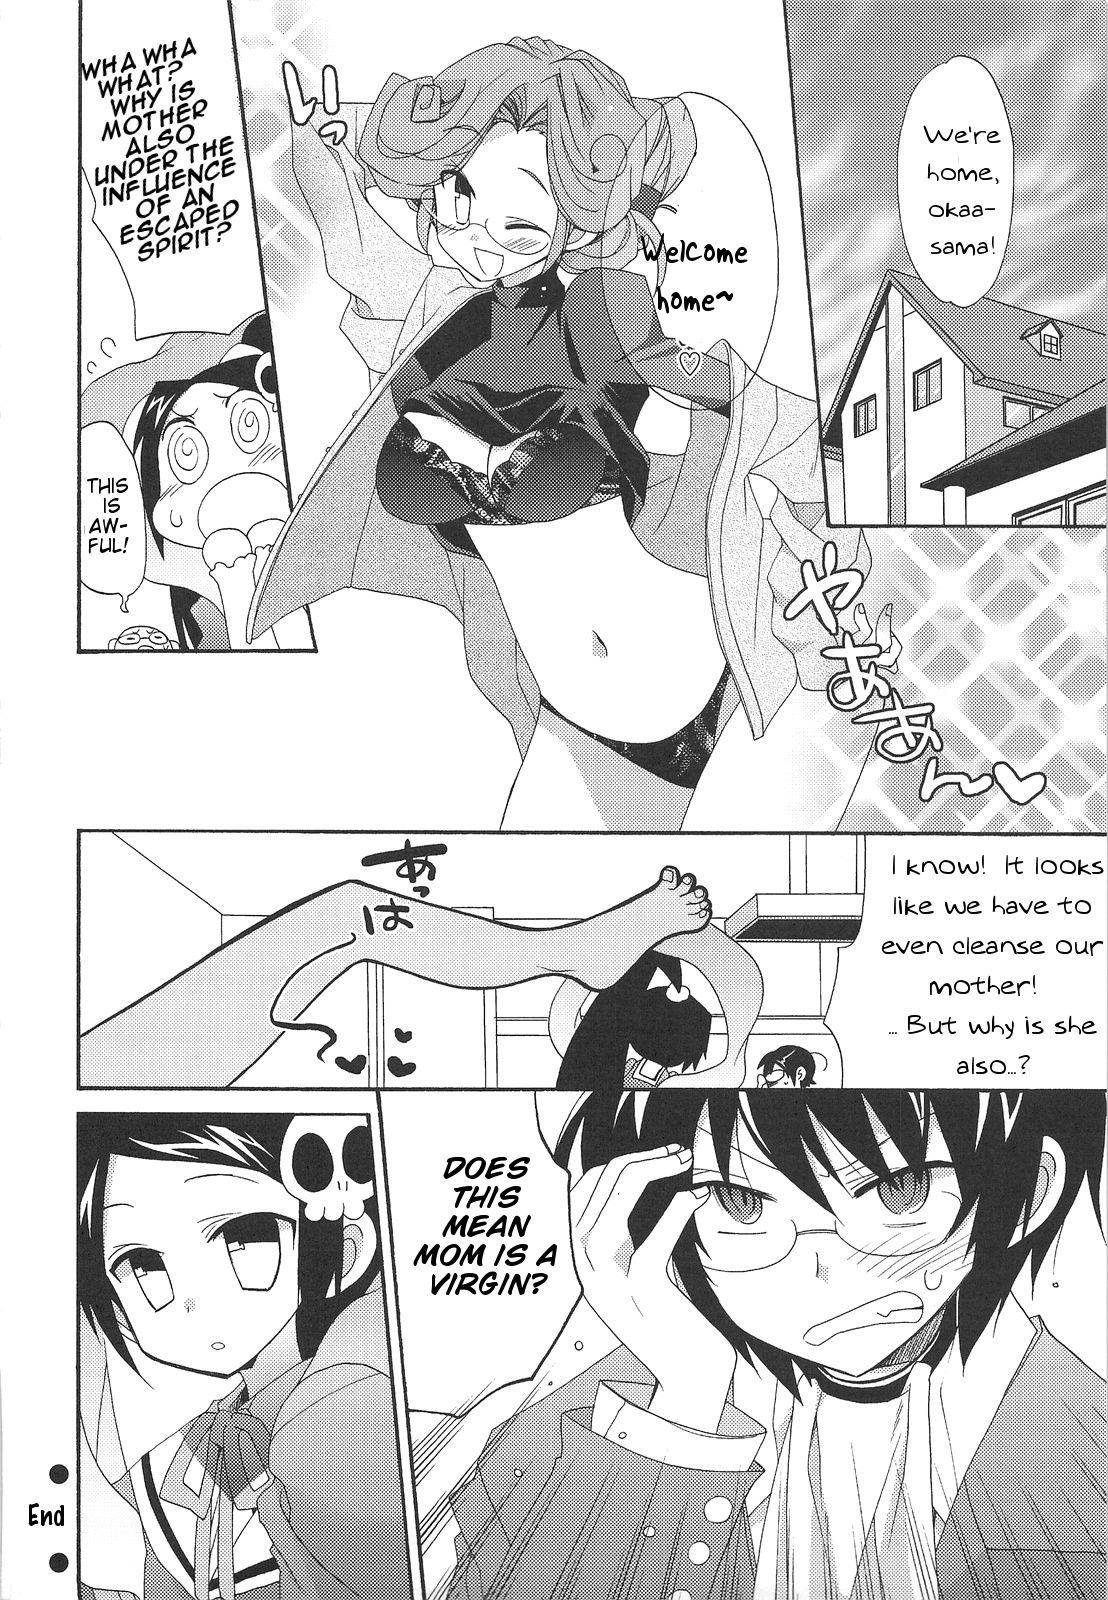 We're
home,
okaa-
sama!
Welcome
home~
いっ
やぁあん
WHA WHA
WHAT?
WHY IS
MOTHER
ALSO
UNDER THE
INFLUENCE
OF AN
ESCAPED
SPIRIT?
THIS
IS
AW-
FUL!
I know! It looks
like we have to
even cleanse our
mother!
... But why is she
also...?
あっ
は
DOES
THIS
MEAN
MOM IS A
VIRGIN?
End